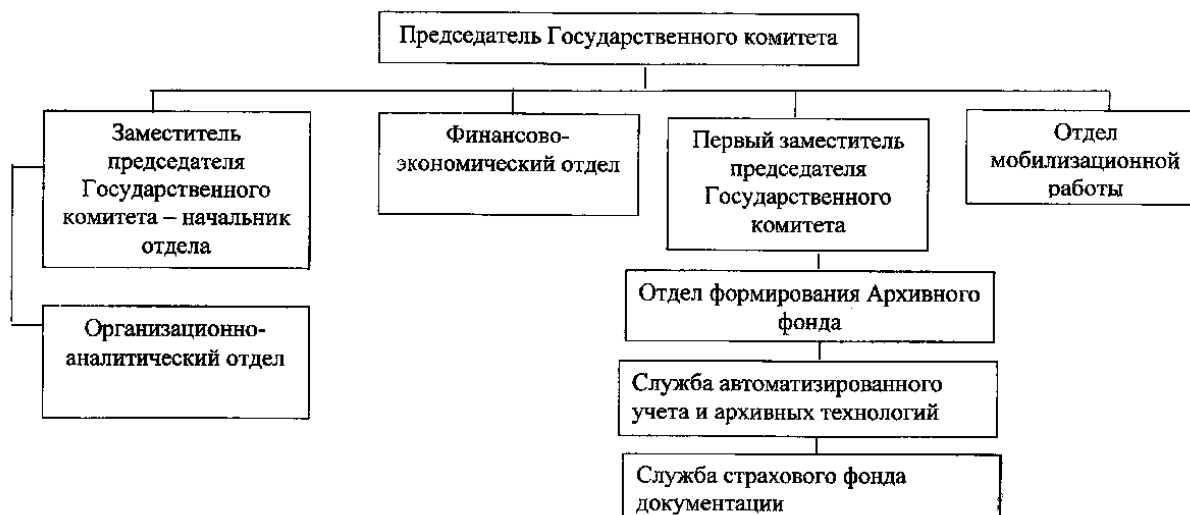 Председатель Государственного комитета
Заместитель
председателя
Государственного
комитета – начальник
отдела
Финансово-
экономический отдел
Первый заместитель
председателя
Государственного
комитета
Отдел
мобилизационной
работы
Организационно-
аналитический отдел
Отдел формирования Архивного
фонда
Служба автоматизированного
учета и архивных технологий
Служба страхового фонда
документации